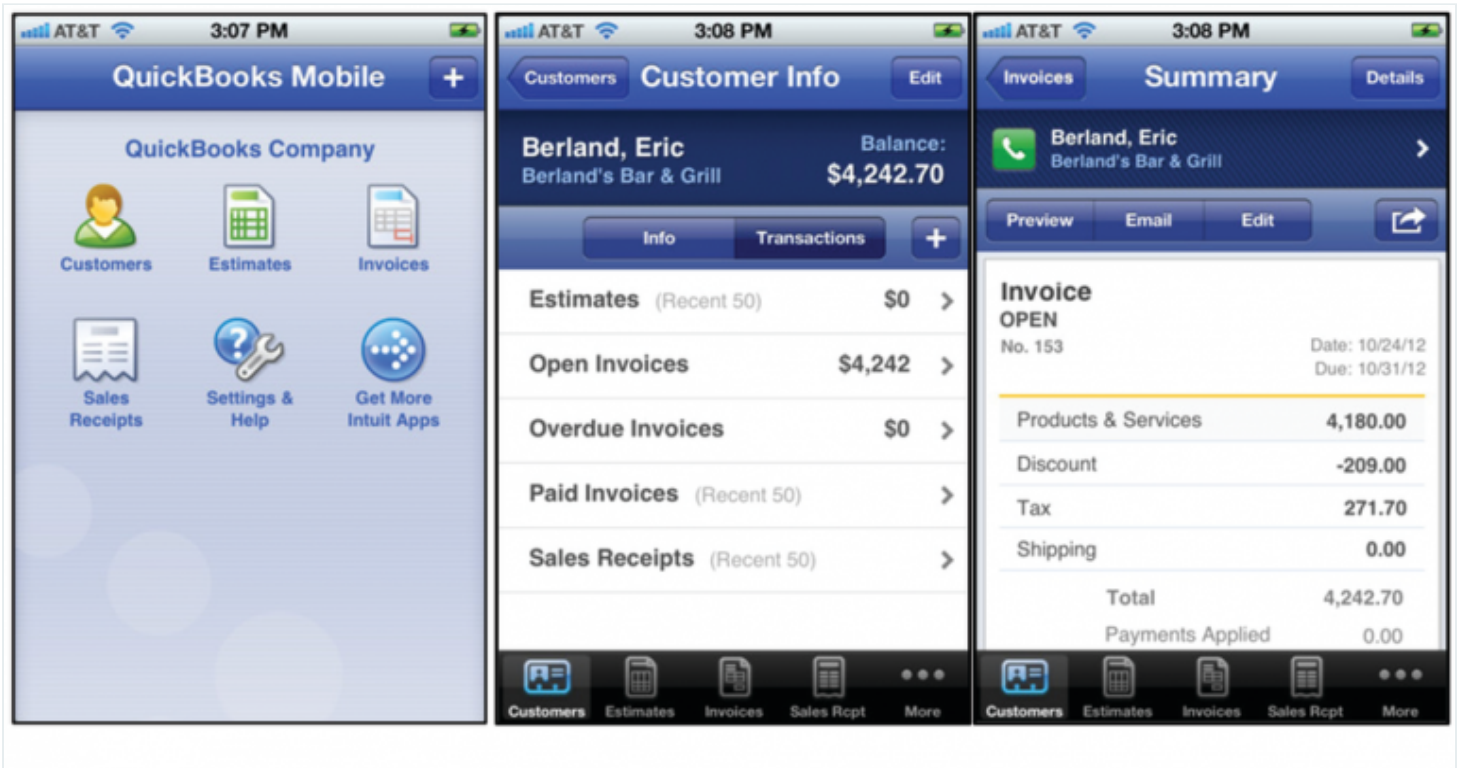 AT&T 3:07 PM
QuickBooks Mobile +
QuickBooks Company
Customers Estimates Invoices
Sales Receipts
Settings & Help
Get More Intuit Apps
AT&T 3:08 PM
Customers Customer Info Edit
Berland, Eric Balance:
Berland's Bar & Grill $4,242.70
Info Transactions +
Estimates (Recent 50) $0
Open Invoices $4,242
Overdue Invoices $0
Paid Invoices (Recent 50)
Sales Receipts (Recent 50)
Customers Estimates Invoices Sales Rcpt More
AT&T 3:08 PM
Invoices Summary Details
Berland, Eric
Berland's Bar & Grill
Preview Email Edit
Invoice
OPEN
No. 153 Date: 10/24/12
Due: 10/31/12
Products & Services 4,180.00
Discount -209.00
Tax 271.70
Shipping 0.00
Total 4,242.70
Payments Applied 0.00
Customers Estimates Invoices Sales Rcpt More